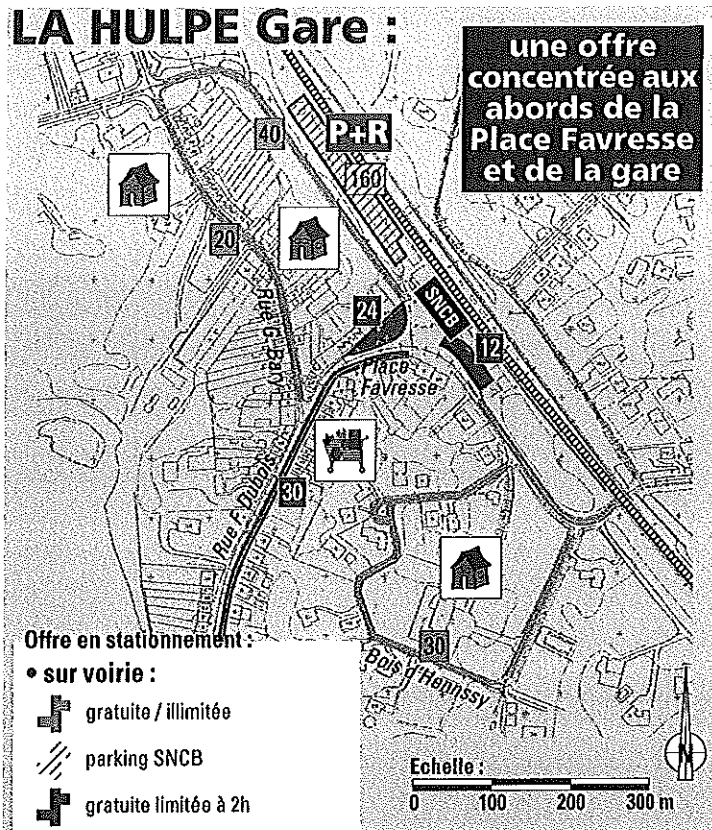 LA HULPE Gare :
une offre
concentrée aux
abords de la
Place Favresse
et de la gare
40
P+R
160
20
24
SNCB
12
Rue G. Bary
Place
Favresse
Rue F. Dubois
30
30
Bois d'Hennssy
Offre en stationnement :
• sur voirie :
gratuite / illimitée
parking SNCB
gratuite limitée à 2h
Echelle :
0 100 200 300 m
N